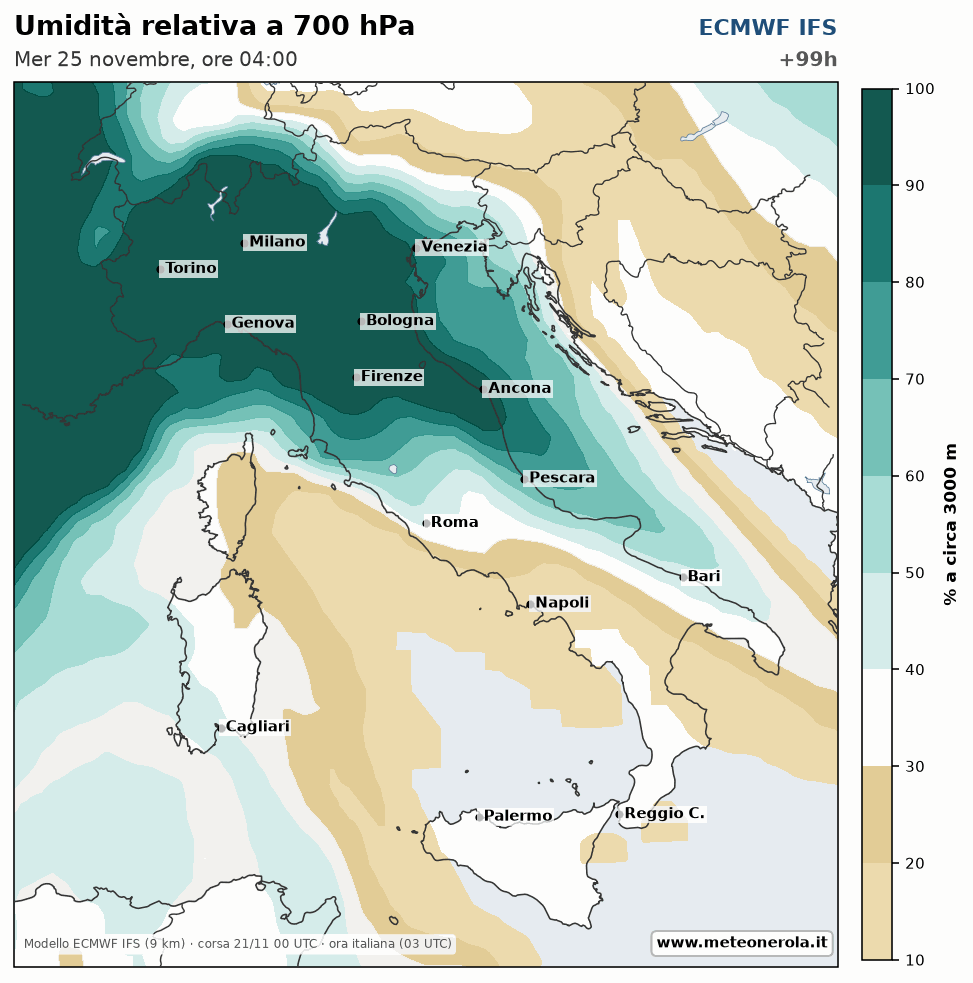 Umidità relativa a 700 hPa
ECMWF IFS
Mer 25 novembre, ore 04:00
+99h
100
90
80
70
60
50
40
30
20
10
% a circa 3000 m
Milano
Venezia
Torino
Genova
Bologna
Firenze
Ancona
Pescara
Roma
Bari
Napoli
Cagliari
Palermo
Reggio C.
Modello ECMWF IFS (9 km) · corsa 21/11 00 UTC · ora italiana (03 UTC)
www.meteonerola.it